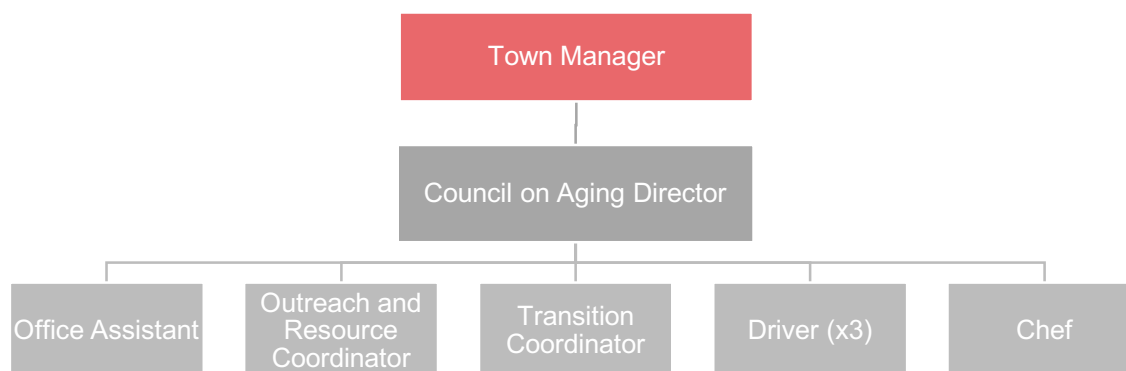 Town Manager
Council on Aging Director
Office Assistant
Outreach and
Resource
Coordinator
Transition
Coordinator
Driver (x3)
Chef